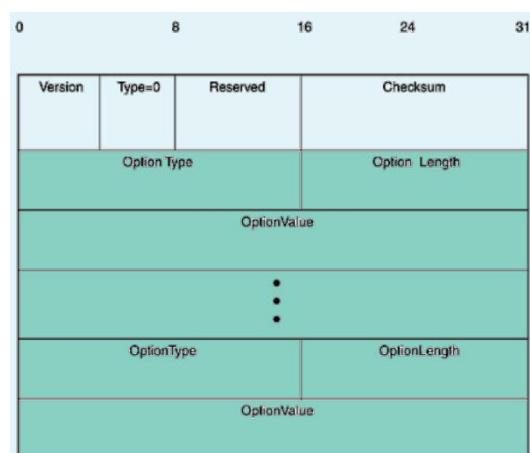 0 8 16 24 31
Version Type=0 Reserved Checksum
Option Type Option Length
OptionValue
OptionType OptionLength
OptionValue